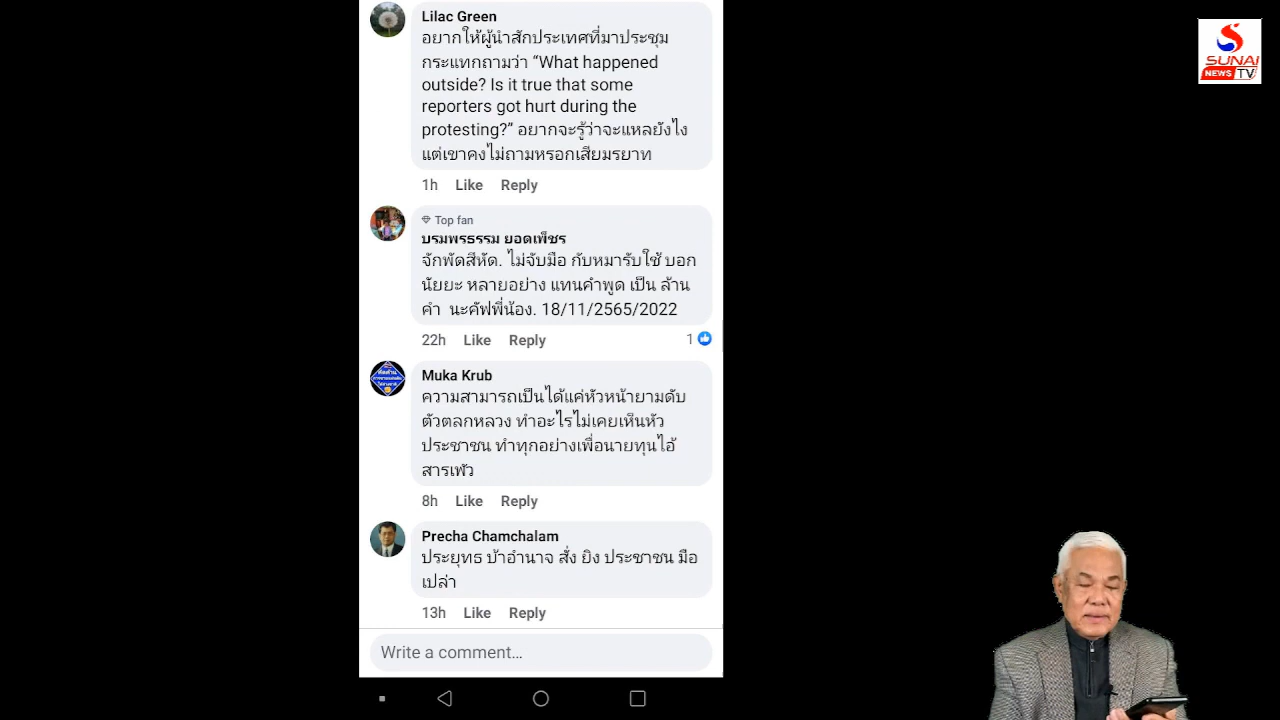 SUNAI
NEWS TV
Lilac Green
อยากให้ผู้นำสักประเทศที่มาประชุม
กระแทกถามว่า “What happened
outside? Is it true that some
reporters got hurt during the
protesting?” อยากจะรู้ว่าจะแหลยังไง
แต่เขาคงไม่ถามหรอกเสียมรยาท
1h Like Reply
Top fan
บรมพรธรรม ยอดเพ็ชร
จักพัดสีหัด. ไม่จับมือ กับหมารับใช้ บอก
นัยยะ หลายอย่าง แทนคำพูด เป็น ล้าน
คำ นะคัฟพี่น้อง. 18/11/2565/2022
22h Like Reply 1
Muka Krub
ความสามารถเป็นได้แค่หัวหน้ายามดับ
ตัวตลกหลวง ทำอะไรไม่เคยเห็นหัว
ประชาชน ทำทุกอย่างเพื่อนายทุนไอ้
สารเฟัว
8h Like Reply
Precha Chamchalam
ประยุทธ บ้าอำนาจ สั่ง ยิง ประชาชน มือ
เปล่า
13h Like Reply
Write a comment…